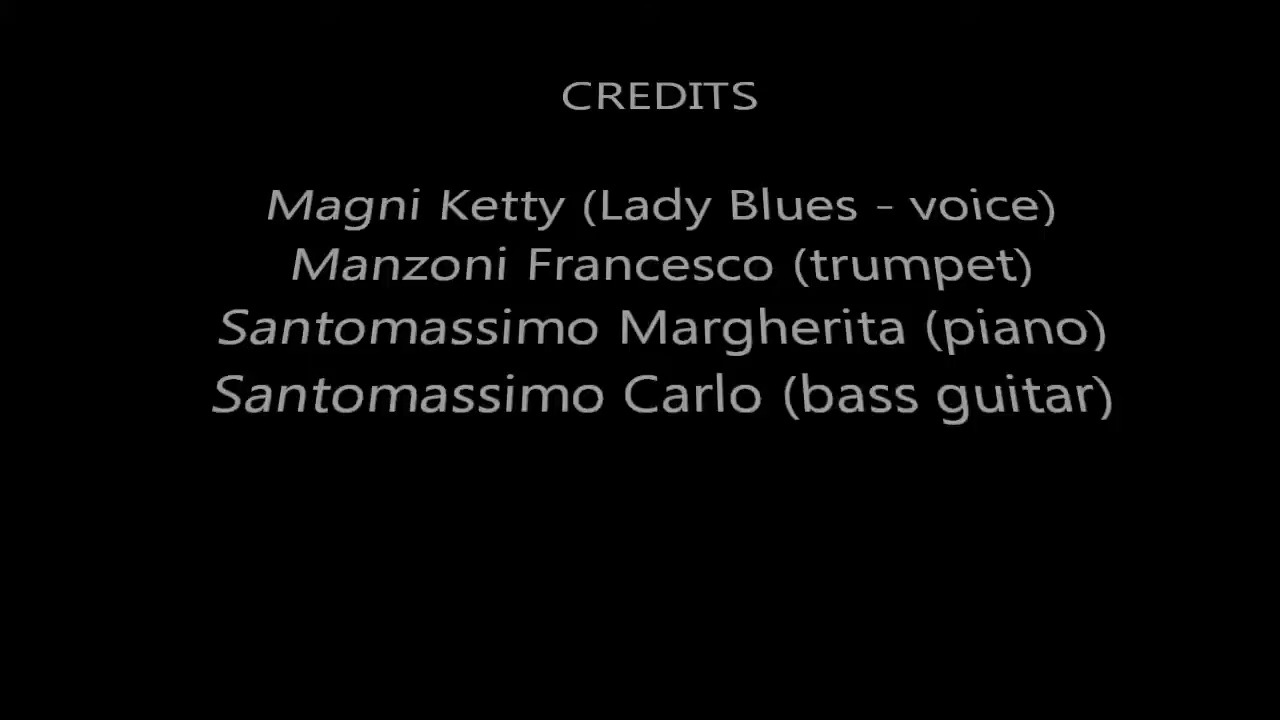 CREDITS
Magni Ketty (Lady Blues - voice)
Manzoni Francesco (trumpet)
Santomassimo Margherita (piano)
Santomassimo Carlo (bass guitar)